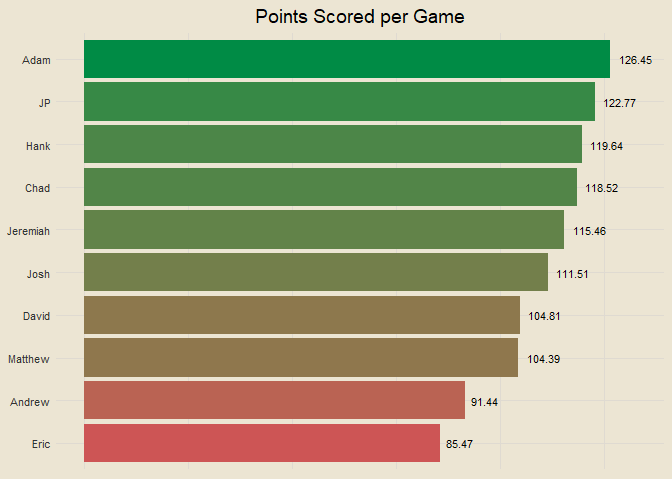 Points Scored per Game
Adam 126.45
JP 122.77
Hank 119.64
Chad 118.52
Jeremiah 115.46
Josh 111.51
David 104.81
Matthew 104.39
Andrew 91.44
Eric 85.47